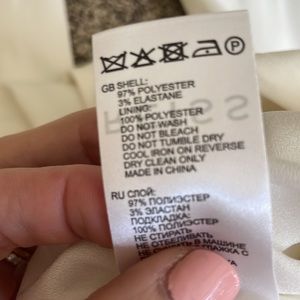 GB SHELL:
97% POLYESTER
3% ELASTANE
LINING:
100% POLYESTER
DO NOT WASH
DO NOT BLEACH
DO NOT TUMBLE DRY
COOL IRON ON REVERSE
DRY CLEAN ONLY
MADE IN CHINA
RU СЛОЙ:
97% ПОЛИЭСТЕР
3% ЭЛАСТАН
ПОДКЛАДКА:
100% ПОЛИЭСТЕР
НЕ СТИРАТЬ
НЕ ОТБЕЛИВАТЬ
В МАШИНЕ